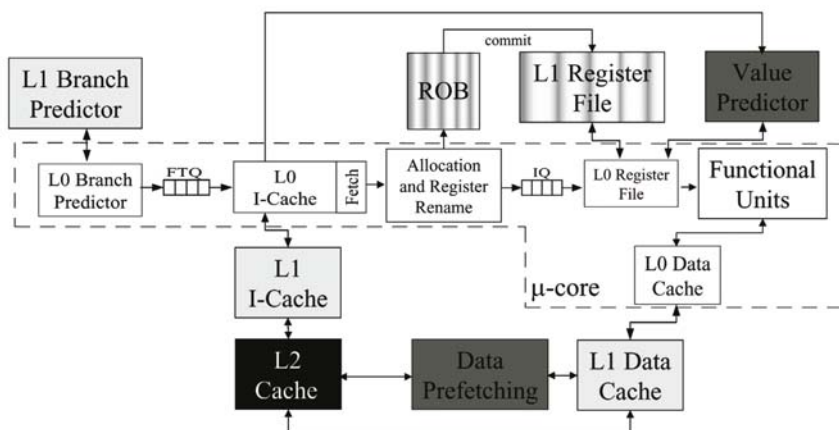 commit
L1 Branch
Predictor
ROB
L1 Register
File
Value
Predictor
L0 Branch
Predictor
FTQ
L0
I-Cache
Fetch
Allocation
and Register
Rename
IQ
L0 Register
File
Functional
Units
L1
I-Cache
μ-core
L0 Data
Cache
L2
Cache
Data
Prefetching
L1 Data
Cache